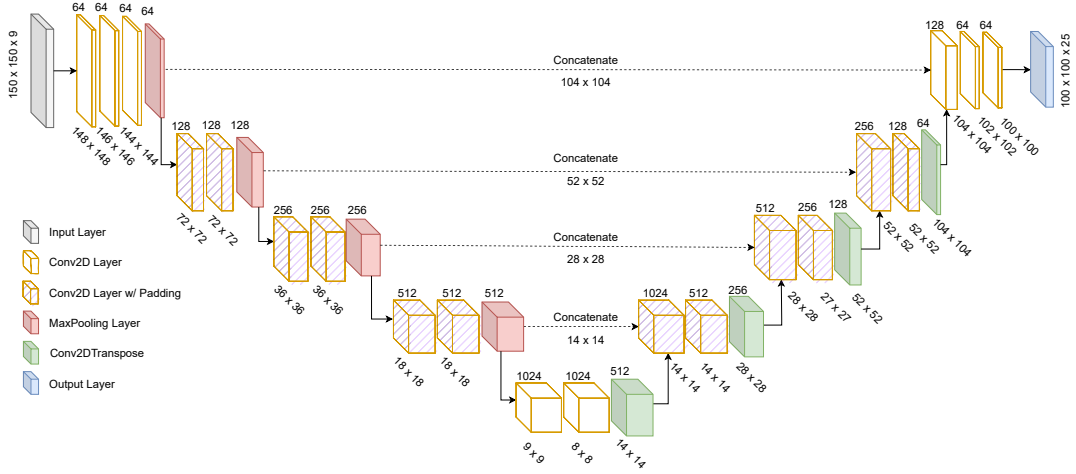 64 64 64 64
150 x 150 x 9
148 x 148
146 x 146
144 x 144
Concatenate
104 x 104
128 64 64
104 x 104
102 x 102
100 x 100
100 x 100 x 25
128 128 128
72 x 72
72 x 72
Concatenate
52 x 52
256 128 64
52 x 52
52 x 52
104 x 104
256 256 256
36 x 36
36 x 36
Concatenate
28 x 28
512 256 128
28 x 28
27 x 27
52 x 52
512 512 512
18 x 18
18 x 18
Concatenate
14 x 14
1024 512 256
14 x 14
14 x 14
28 x 28
1024 1024 512
9 x 9
8 x 8
14 x 14
Input Layer
Conv2D Layer
Conv2D Layer w/ Padding
MaxPooling Layer
Conv2DTranspose
Output Layer